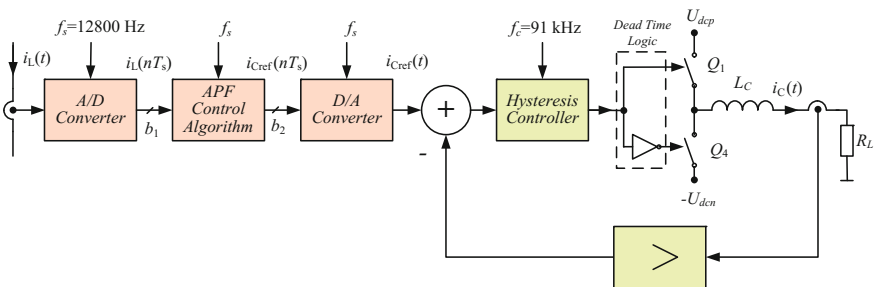 fs=12800 Hz
fs
fs
fc=91 kHz
Dead Time
Logic
Udcp
iL(t)
iL(nTs)
iCref(nTs)
iCref(t)
Q1
A/D
Converter
b1
APF
Control
Algorithm
b2
D/A
Converter
+
-
Hysteresis
Controller
LC
iC(t)
RL
Q4
-Udcn
>